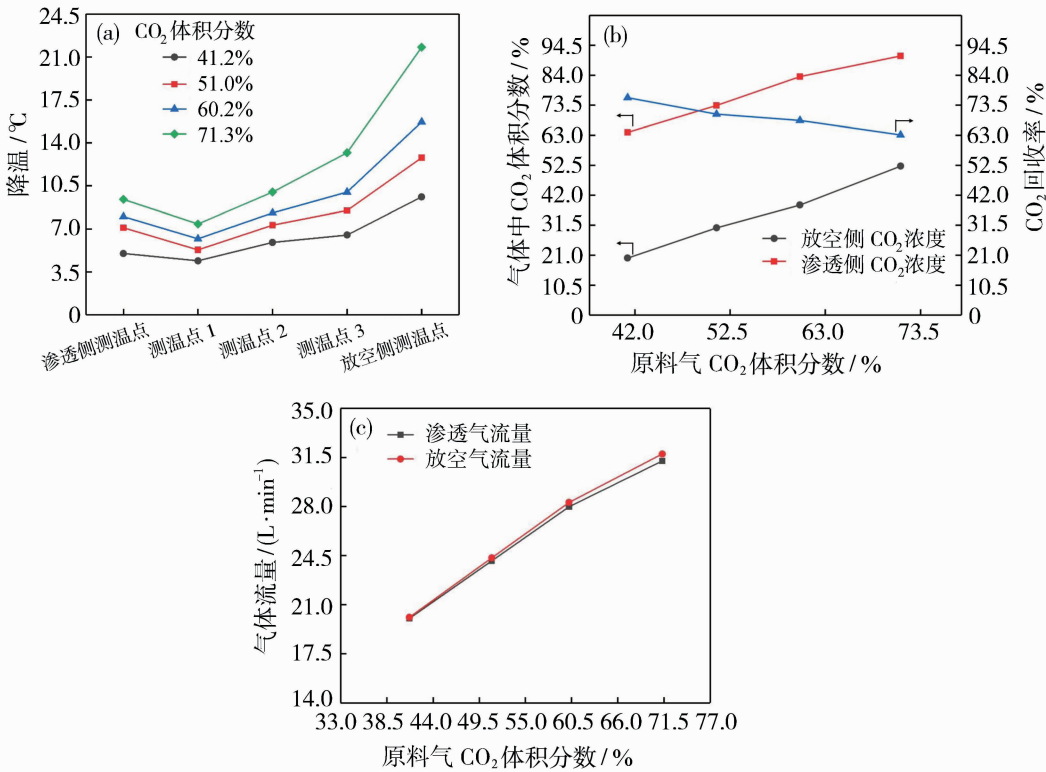 (a)
CO₂体积分数
41.2%
51.0%
60.2%
71.3%
降温/℃
24.5
21.0
17.5
14.0
10.5
7.0
3.5
0
渗透侧测温点
测温点1
测温点2
测温点3
放空侧测温点
(b)
气体中CO₂体积分数/%
94.5
84.0
73.5
63.0
52.5
42.0
31.5
21.0
10.5
0
94.5
84.0
73.5
63.0
52.5
42.0
31.5
21.0
10.5
0
CO₂回收率/%
放空侧CO₂浓度
渗透侧CO₂浓度
42.0 52.5 63.0 73.5
原料气CO₂体积分数/%
(c)
渗透气流量
放空气流量
气体流量/(L·min⁻¹)
35.0
31.5
28.0
24.5
21.0
17.5
14.0
33.0 38.5 44.0 49.5 55.0 60.5 66.0 71.5 77.0
原料气CO₂体积分数/%